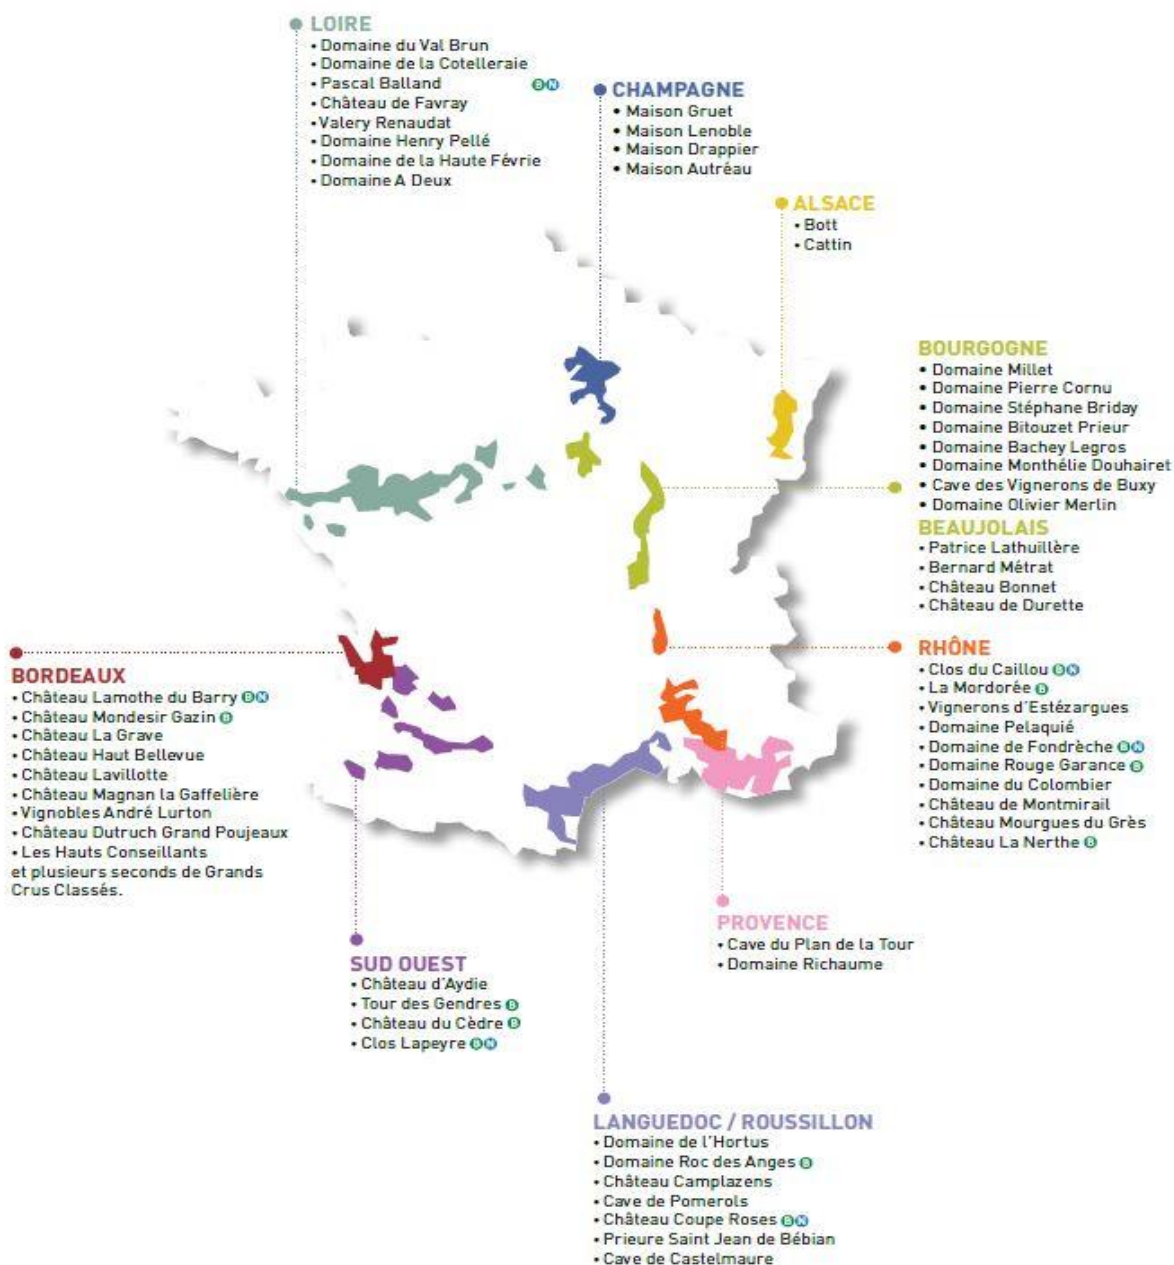 LOIRE
• Domaine du Val Brun
• Domaine de la Cotelleraie
• Pascal Balland B N
• Château de Favray
• Valery Renaudat
• Domaine Henry Pellé
• Domaine de la Haute Févrie
• Domaine A Deux
CHAMPAGNE
• Maison Gruet
• Maison Lenoble
• Maison Drappier
• Maison Autréau
ALSACE
• Bott
• Cattin
BOURGOGNE
• Domaine Millet
• Domaine Pierre Cornu
• Domaine Stéphane Briday
• Domaine Bitouzet Prieur
• Domaine Bachey Legros
• Domaine Monthélie Douhairet
• Cave des Vignerons de Buxy
• Domaine Olivier Merlin
BEAUJOLAIS
• Patrice Lathuillère
• Bernard Métrat
• Château Bonnet
• Château de Durette
RHÔNE
• Clos du Caillou B N
• La Mordorée B
• Vignerons d'Estézargues
• Domaine Pelaquié
• Domaine de Fondrèche B N
• Domaine Rouge Garance B
• Domaine du Colombier
• Château de Montmirail
• Château Mourgues du Grès
• Château La Nerthe B
BORDEAUX
• Château Lamothe du Barry B N
• Château Mondesir Gazin B
• Château La Grave
• Château Haut Bellevue
• Château Lavillotte
• Château Magnan la Gaffelière
• Vignobles André Lurton
• Château Dutruch Grand Poujeaux
• Les Hauts Conseillants
et plusieurs seconds de Grands
Crus Classés.
PROVENCE
• Cave du Plan de la Tour
• Domaine Richaume
SUD OUEST
• Château d'Aydie
• Tour des Gendres B
• Château du Cèdre B
• Clos Lapeyre B N
LANGUEDOC / ROUSSILLON
• Domaine de l'Hortus
• Domaine Roc des Anges B
• Château Camplazens
• Cave de Pomerols
• Château Coupe Roses B N
• Prieure Saint Jean de Bébian
• Cave de Castelmaure